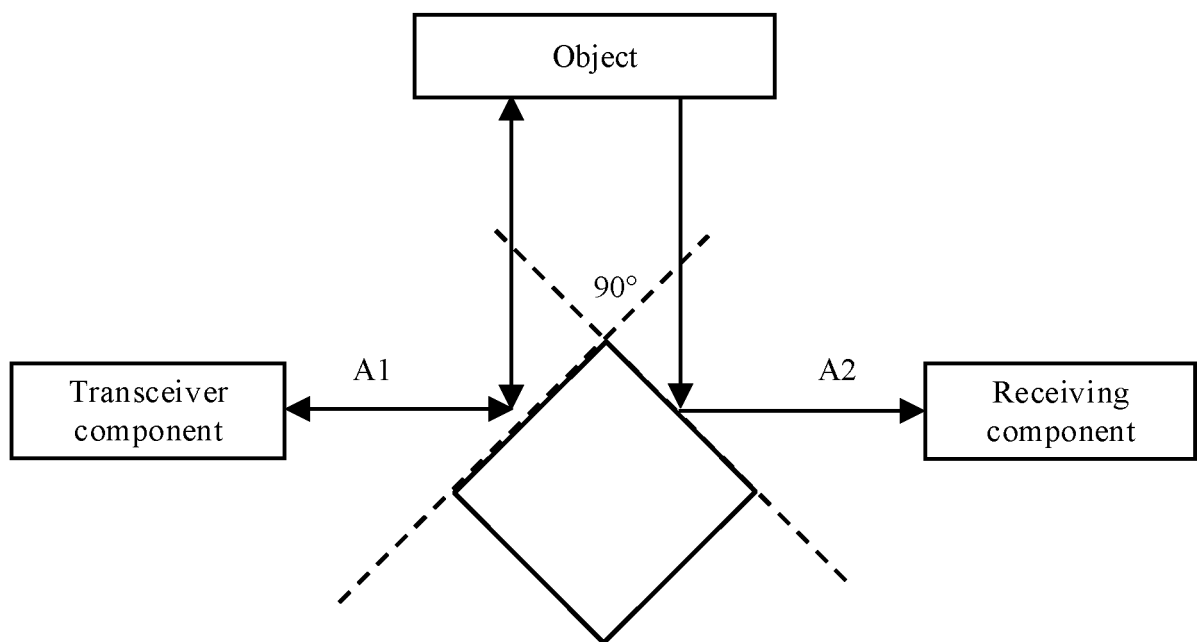 Object
90°
A1
A2
Transceiver
component
Receiving
component